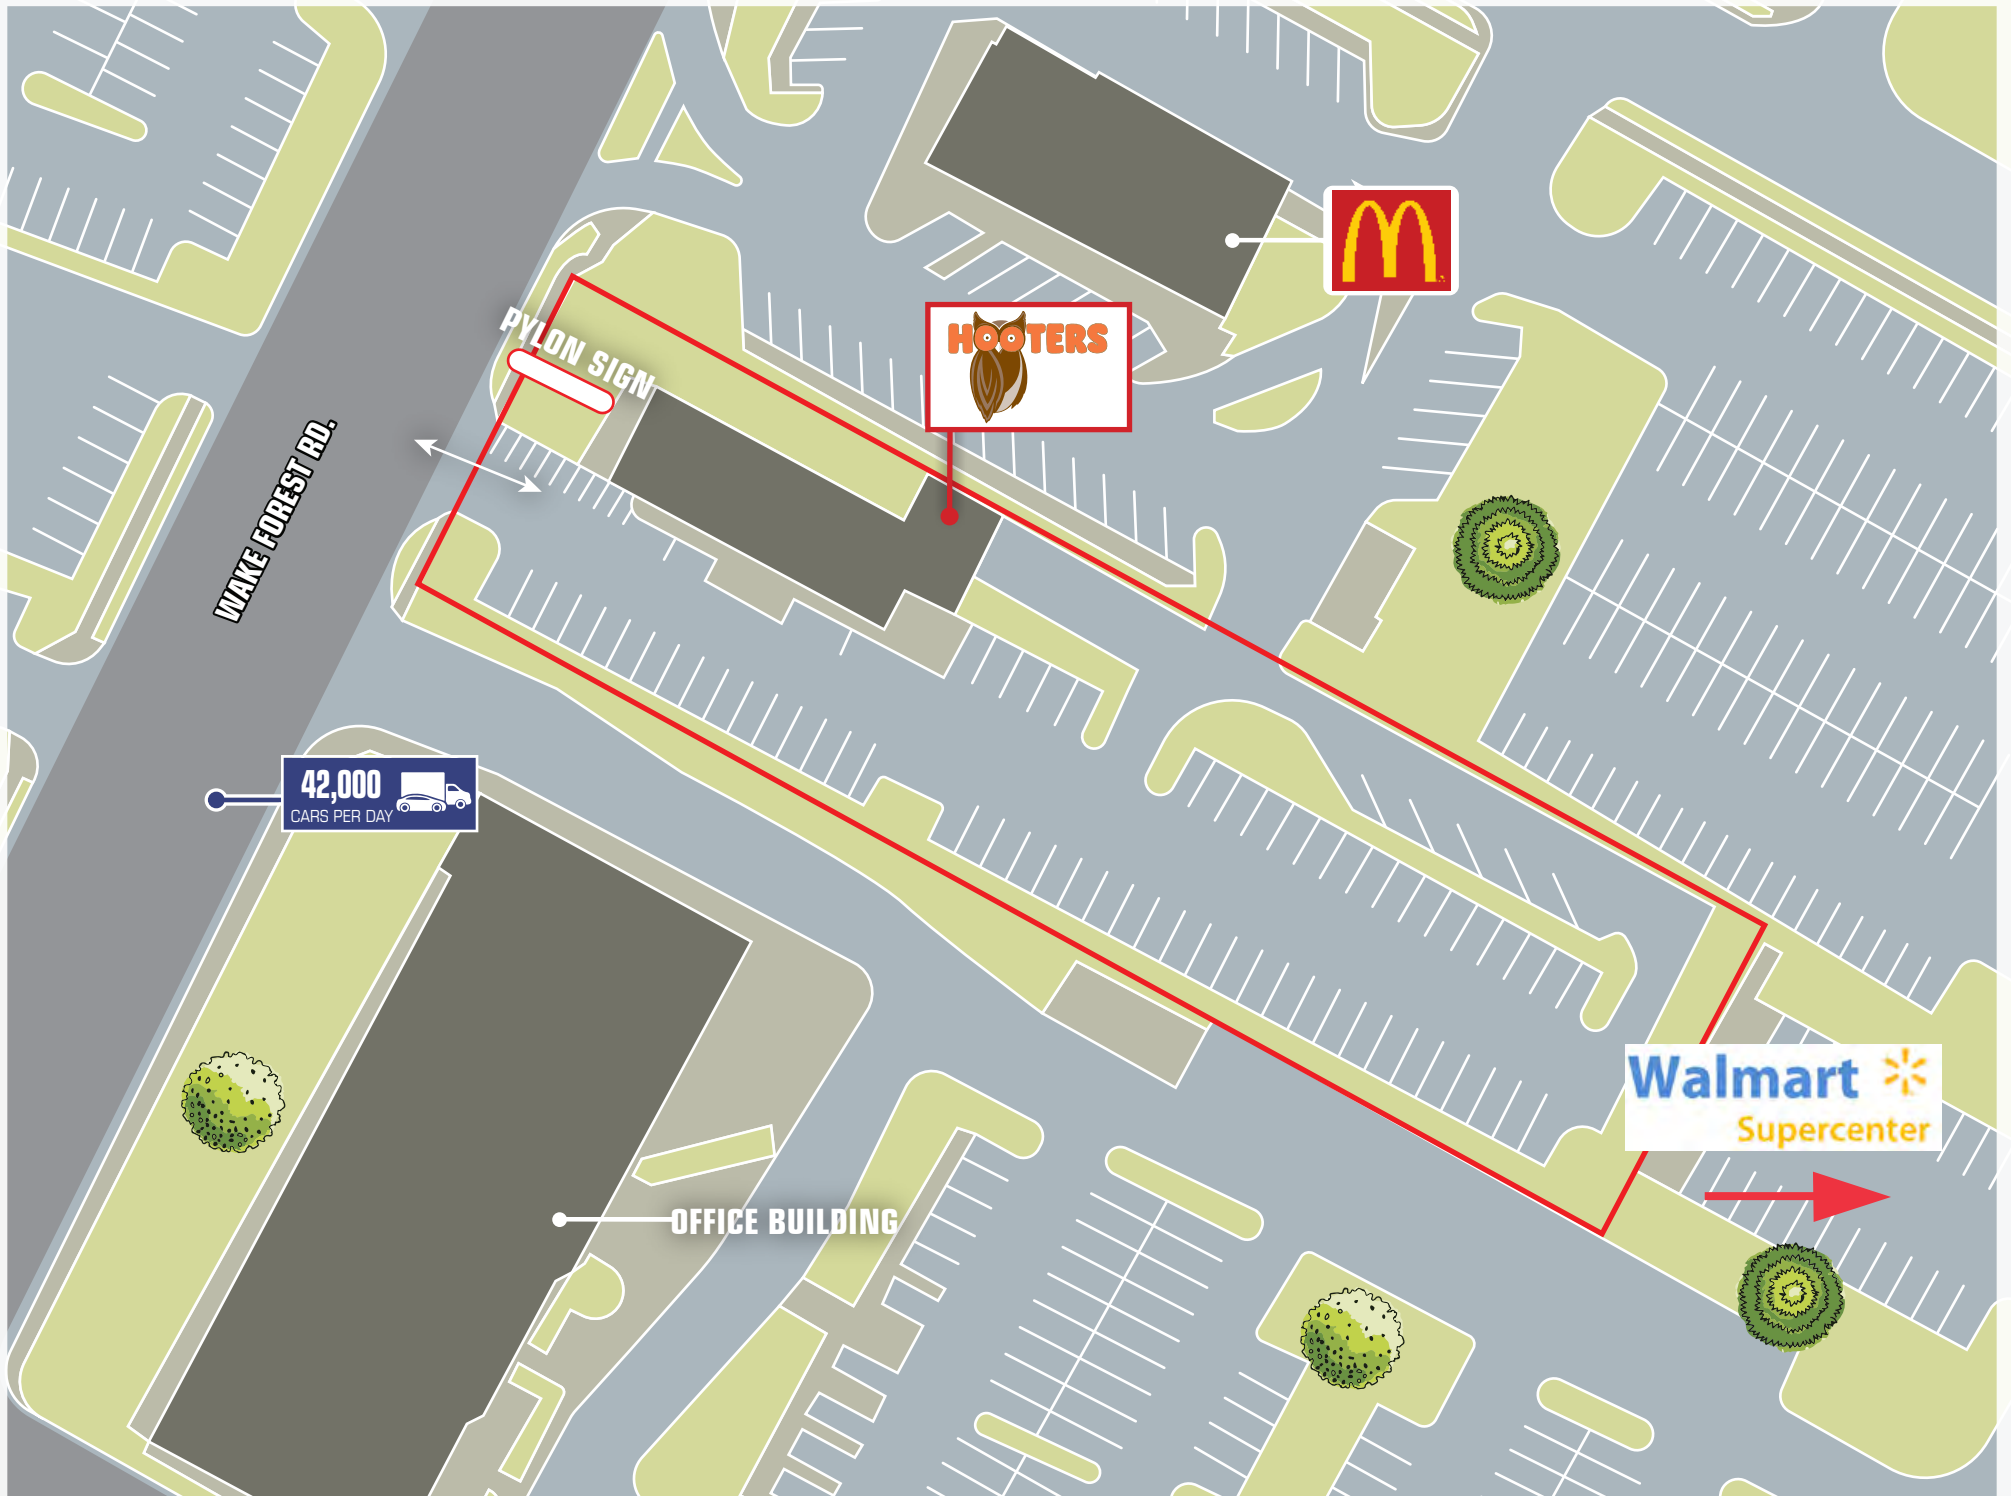 PYLON SIGN
HOOTERS
WAKE FOREST RD.
42,000
CARS PER DAY
Walmart
Supercenter
OFFICE BUILDING